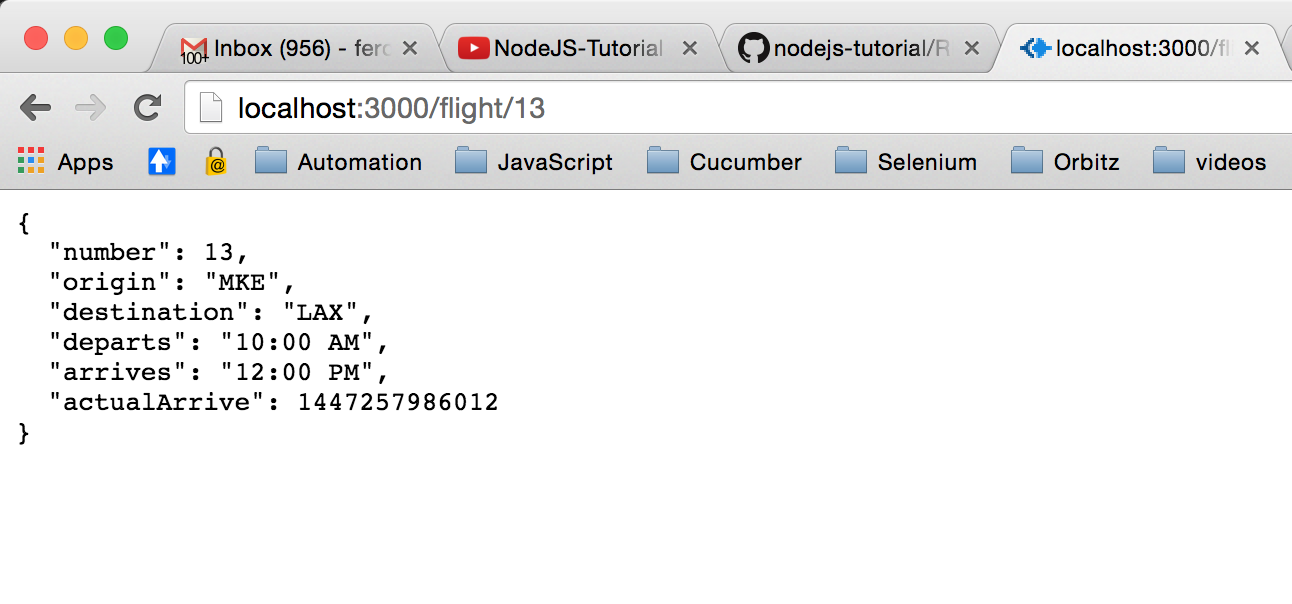 Inbox (956) - fero
100+
NodeJS-Tutorial
nodejs-tutorial/R
localhost:3000/fl
localhost:3000/flight/13
Apps
@
Automation
JavaScript
Cucumber
Selenium
Orbitz
videos
{
"number": 13,
"origin": "MKE",
"destination": "LAX",
"departs": "10:00 AM",
"arrives": "12:00 PM",
"actualArrive": 1447257986012
}